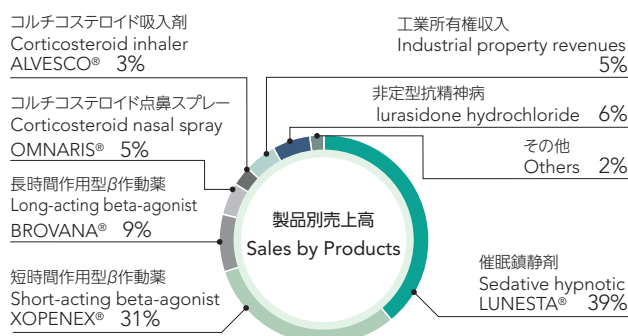 コルチコステロイド吸入剤
Corticosteroid inhaler
ALVESCO® 3%
コルチコステロイド点鼻スプレー
Corticosteroid nasal spray
OMNARIS® 5%
長時間作用型β作動薬
Long-acting beta-agonist
BROVANA® 9%
短時間作用型β作動薬
Short-acting beta-agonist
XOPENEX® 31%
製品別売上高
Sales by Products
工業所有権収入
Industrial property revenues
5%
非定型抗精神病
lurasidone hydrochloride 6%
その他
Others 2%
催眠鎮静剤
Sedative hypnotic
LUNESTA® 39%